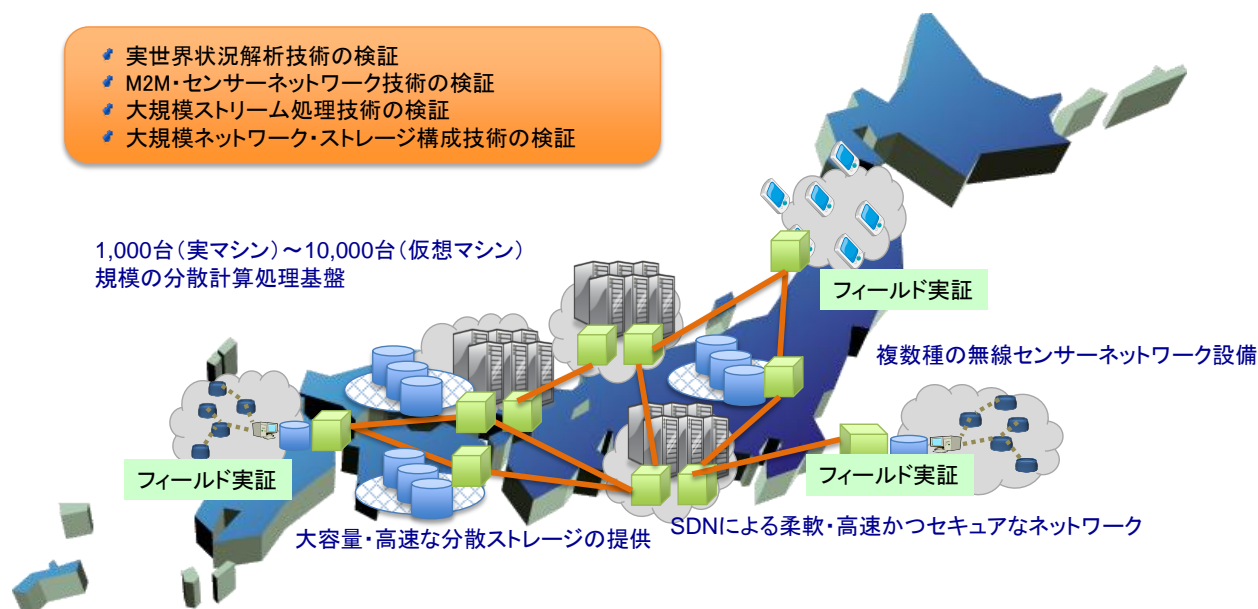 実世界状況解析技術の検証
M2M・センサーネットワーク技術の検証
大規模ストリーム処理技術の検証
大規模ネットワーク・ストレージ構成技術の検証
1,000台（実マシン）～10,000台（仮想マシン）
規模の分散計算処理基盤
フィールド実証
複数種の無線センサーネットワーク設備
フィールド実証
フィールド実証
SDNによる柔軟・高速かつセキュアなネットワーク
大容量・高速な分散ストレージの提供